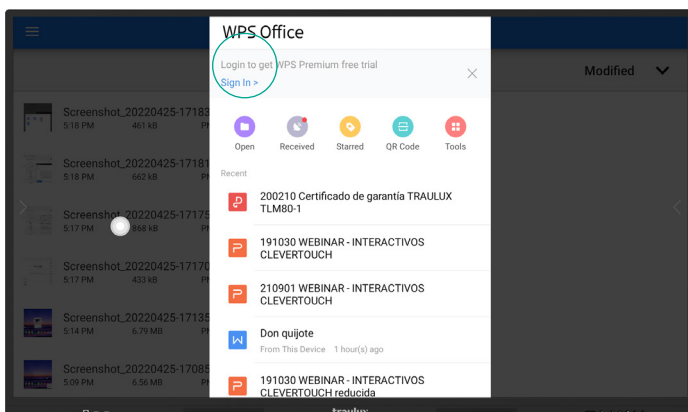 WPS Office
Login to get WPS Premium free trial
Sign In >
Modified
Open
Received
Starred
QR Code
Tools
Recent
200210 Certificado de garantía TRAULUX
TLM80-1
191030 WEBINAR - INTERACTIVOS
CLEVERTOUCH
210901 WEBINAR - INTERACTIVOS
CLEVERTOUCH
Don quijote
From This Device 1 hour(s) ago
191030 WEBINAR - INTERACTIVOS
CLEVERTOUCH reducida
Screenshot_20220425-17183
5:18 PM 461 kB
Screenshot_20220425-17181
5:18 PM 662 kB
Screenshot_20220425-17175
5:17 PM 868 kB
Screenshot_20220425-17170
5:17 PM 433 kB
Screenshot_20220425-17135
5:14 PM 6.79 MB
Screenshot_20220425-17085
5:09 PM 6.56 MB
traulux